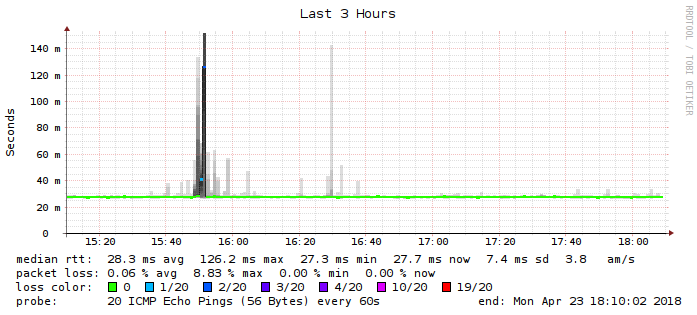 Last 3 Hours
RRDTOOL / TOBI OETIKER
Seconds
140 m
120 m
100 m
80 m
60 m
40 m
20 m
0
15:20 15:40 16:00 16:20 16:40 17:00 17:20 17:40 18:00
median rtt: 28.3 ms avg 126.2 ms max 27.3 ms min 27.7 ms now 7.4 ms sd 3.8 am/s
packet loss: 0.06 % avg 8.83 % max 0.00 % min 0.00 % now
loss color: 0 1/20 2/20 3/20 4/20 10/20 19/20
probe: 20 ICMP Echo Pings (56 Bytes) every 60s end: Mon Apr 23 18:10:02 2018